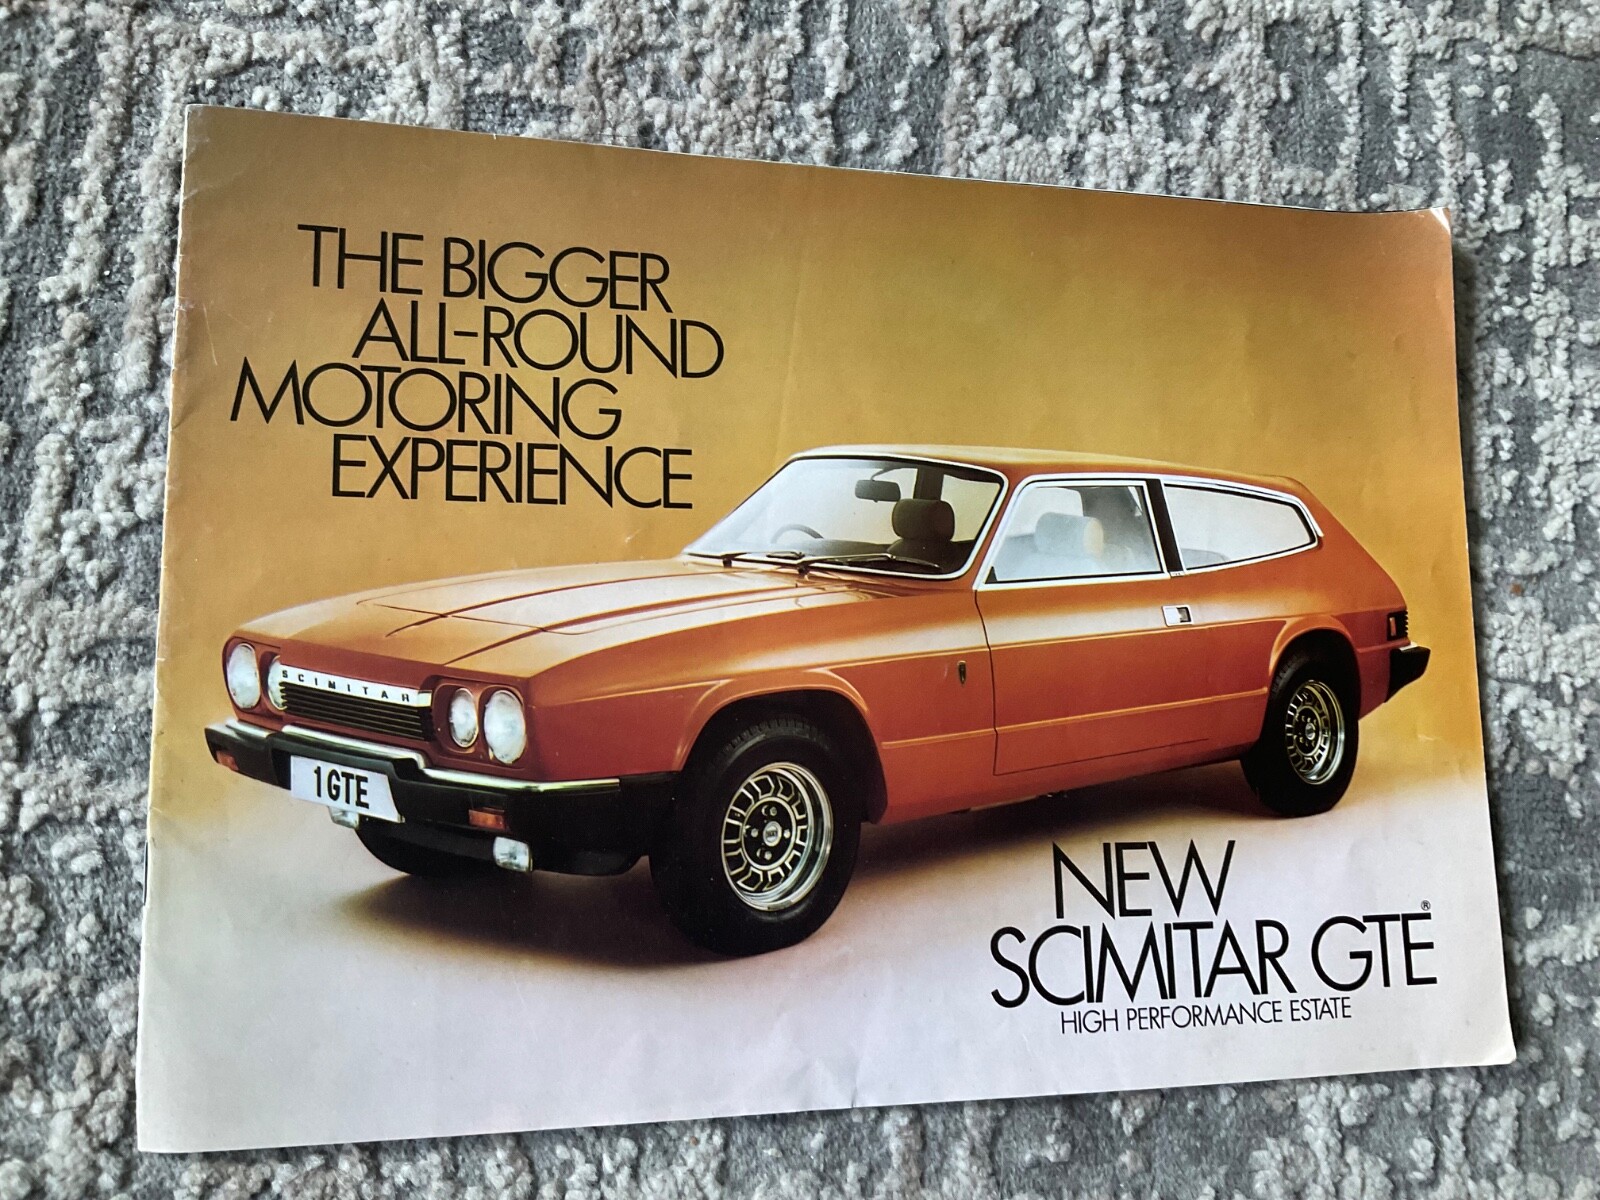 THE BIGGER
ALL-ROUND
MOTORING
EXPERIENCE
SCIMITAR
1 GTE
NEW
SCIMITAR GTE®
HIGH PERFORMANCE ESTATE